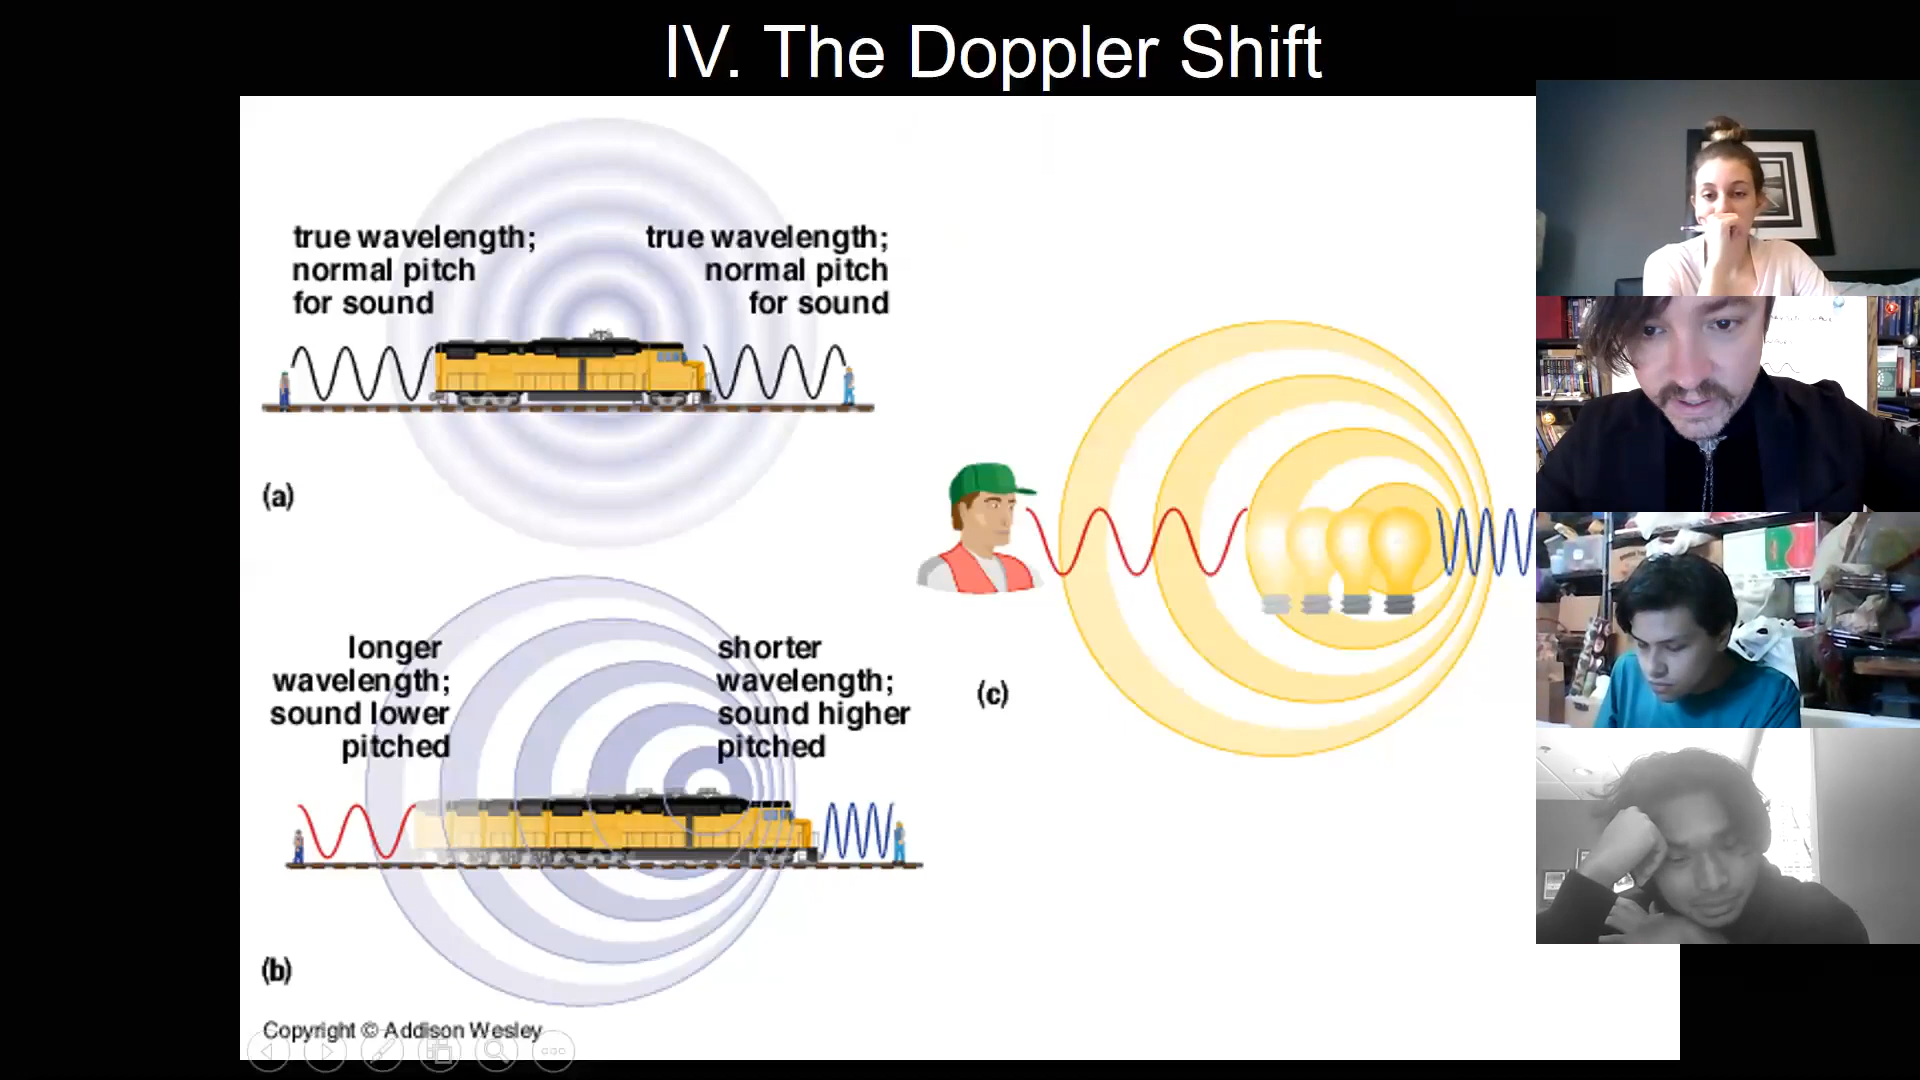 IV. The Doppler Shift
true wavelength;
normal pitch
for sound
true wavelength;
normal pitch
for sound
(a)
longer
wavelength;
sound lower
pitched
shorter
wavelength;
sound higher
pitched
(b)
(c)
Copyright © Addison Wesley